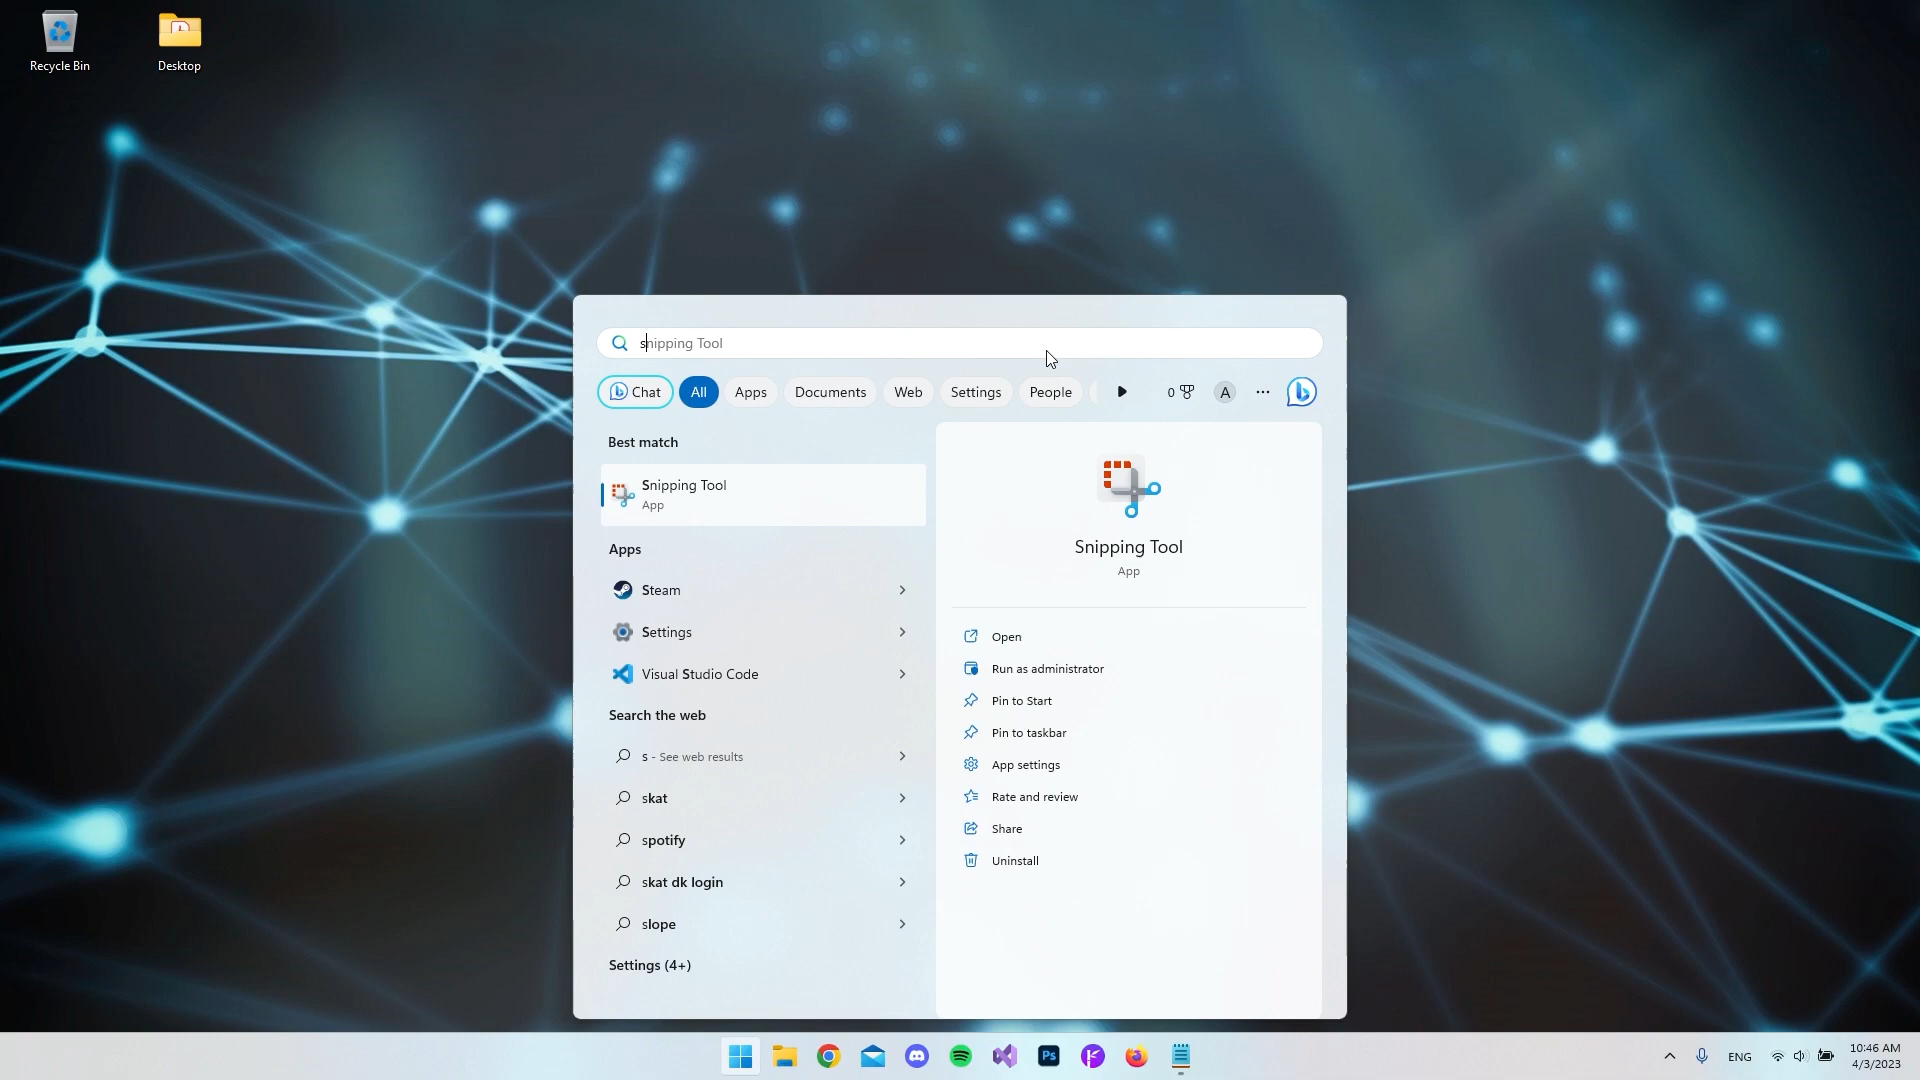 Recycle Bin
Desktop
snipping Tool
Chat
All
Apps
Documents
Web
Settings
People
0
A
Best match
Snipping Tool
App
Apps
Steam
Settings
Visual Studio Code
Search the web
s - See web results
skat
spotify
skat dk login
slope
Settings (4+)
Snipping Tool
App
Open
Run as administrator
Pin to Start
Pin to taskbar
App settings
Rate and review
Share
Uninstall
Ps
ENG
10:46 AM
4/3/2023